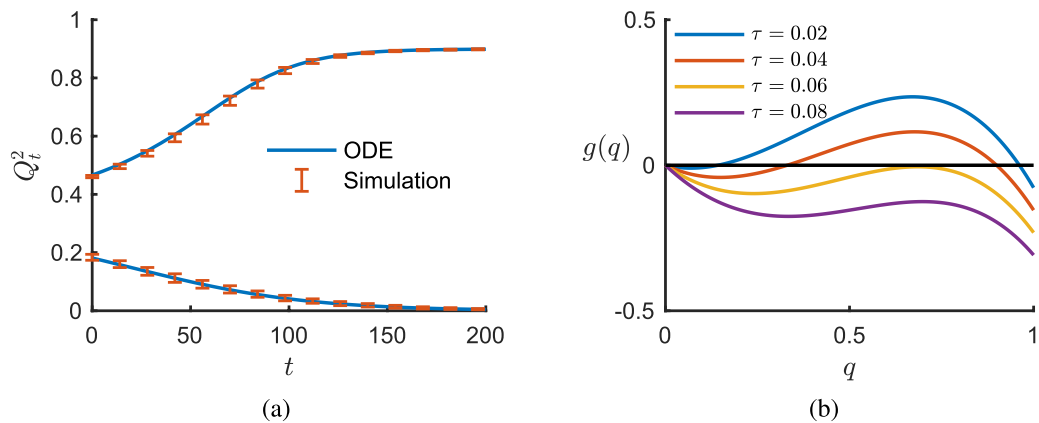 1
0.8
0.6
0.4
0.2
0
Q_t^2
ODE
Simulation
0 50 100 150 200
t
(a)
0.5
0
-0.5
g(q)
τ = 0.02
τ = 0.04
τ = 0.06
τ = 0.08
0 0.5 1
q
(b)